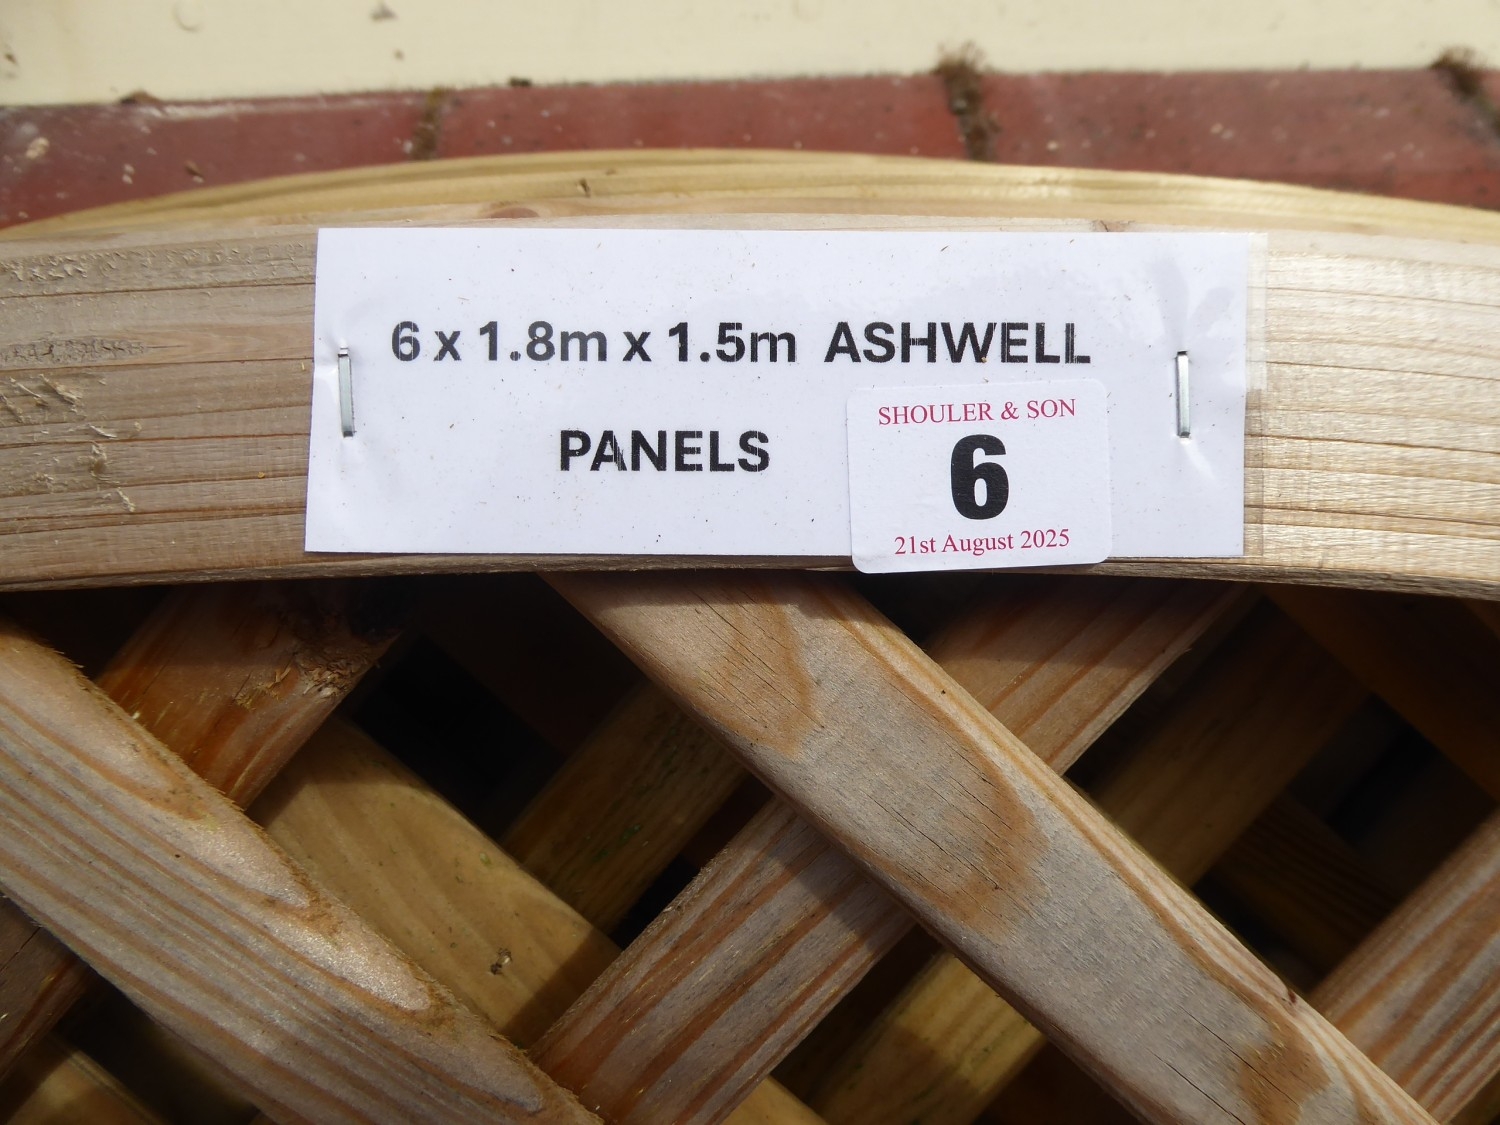 6 x 1.8m x 1.5m ASHWELL
PANELS
SHOULER & SON
6
21st August 2025